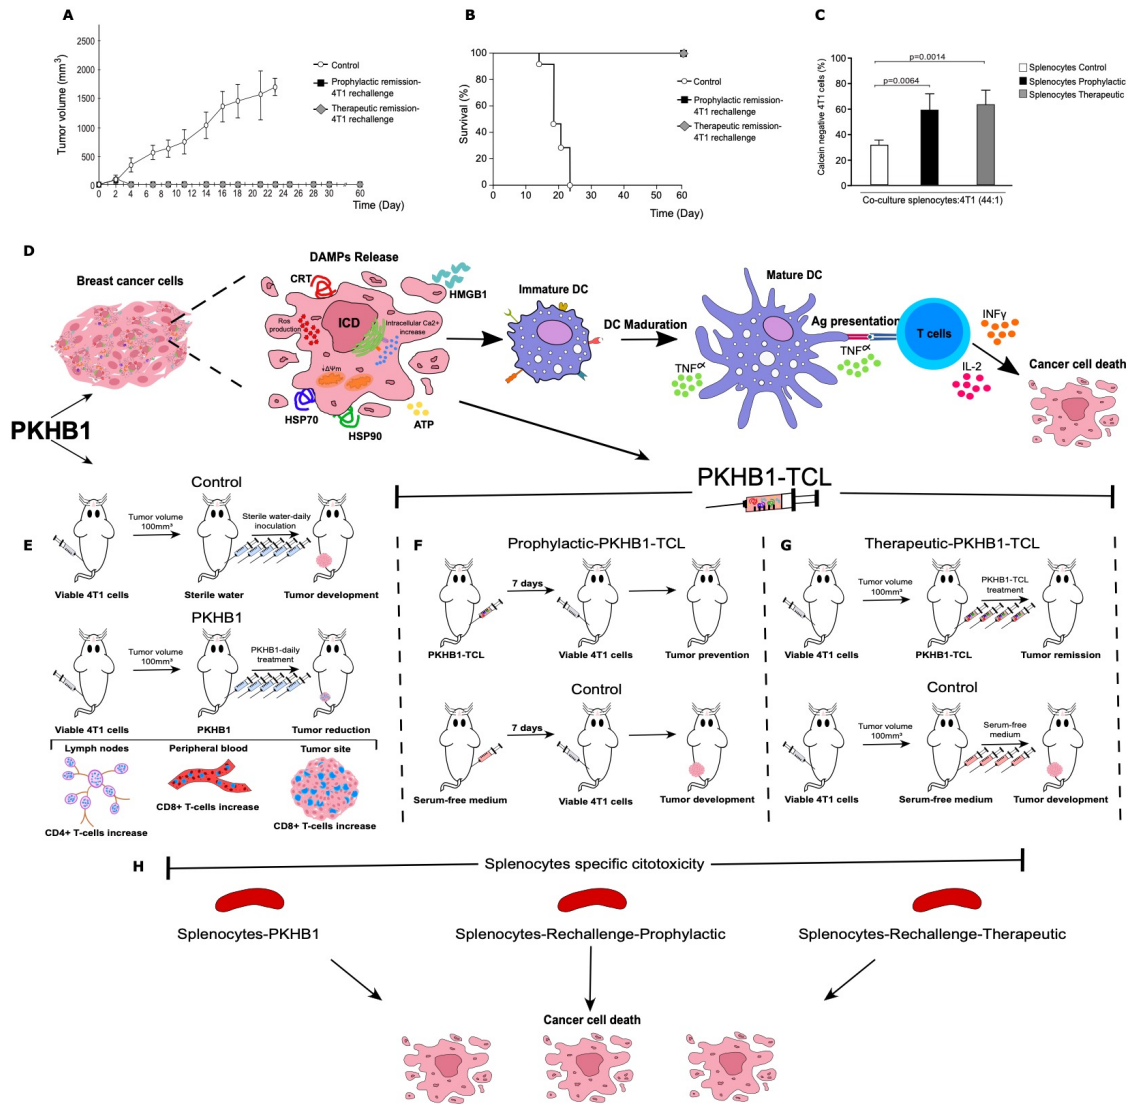 A
Tumor volume (mm³)
2500
2000
1500
1000
500
0
0 2 4 6 8 10 12 14 16 18 20 22 24 26 28 30 60
Time (Day)
Control
Prophylactic remission-
4T1 rechallenge
Therapeutic remission-
4T1 rechallenge
B
Survival (%)
100
80
60
40
20
0
0 10 20 30 40 50 60
Time (Day)
Control
Prophylactic remission-
4T1 rechallenge
Therapeutic remission-
4T1 rechallenge
C
Calcein negative 4T1 cells (%)
100
80
60
40
20
0
p=0.0014
p=0.0064
Splenocytes Control
Splenocytes Prophylactic
Splenocytes Therapeutic
Co-culture splenocytes:4T1 (44:1)
D
Breast cancer cells
DAMPs Release
CRT
HMGB1
Ros
production
ICD
Intracellular Ca2+
increase
↓ΔΨm
HSP70
HSP90
ATP
Immature DC
DC Maduration
Mature DC
TNFα
Ag presentation
TNFα
T cells
INFγ
IL-2
Cancer cell death
PKHB1
PKHB1-TCL
E
Control
Tumor volume
100mm³
Sterile water-daily
inoculation
Viable 4T1 cells
Sterile water
Tumor development
PKHB1
Tumor volume
100mm³
PKHB1-daily
treatment
Viable 4T1 cells
PKHB1
Tumor reduction
Lymph nodes
Peripheral blood
Tumor site
CD4+ T-cells increase
CD8+ T-cells increase
CD8+ T-cells increase
F
Prophylactic-PKHB1-TCL
7 days
PKHB1-TCL
Viable 4T1 cells
Tumor prevention
Control
7 days
Serum-free medium
Viable 4T1 cells
Tumor development
G
Therapeutic-PKHB1-TCL
Tumor volume
100mm³
PKHB1-TCL
treatment
Viable 4T1 cells
PKHB1-TCL
Tumor remission
Control
Tumor volume
100mm³
Serum-free
medium
Viable 4T1 cells
Serum-free medium
Tumor development
H
Splenocytes specific citotoxicity
Splenocytes-PKHB1
Splenocytes-Rechallenge-Prophylactic
Splenocytes-Rechallenge-Therapeutic
Cancer cell death